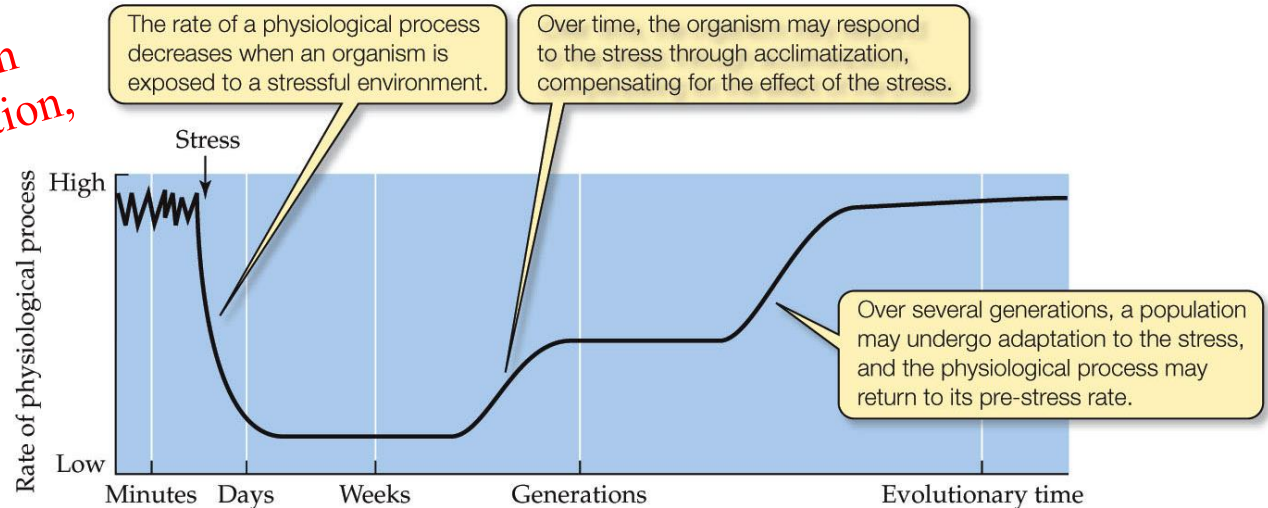 The rate of a physiological process
decreases when an organism is
exposed to a stressful environment.
Over time, the organism may respond
to the stress through acclimatization,
compensating for the effect of the stress.
Stress
High
Rate of physiological process
Low
Over several generations, a population
may undergo adaptation to the stress,
and the physiological process may
return to its pre-stress rate.
Minutes Days Weeks Generations Evolutionary time